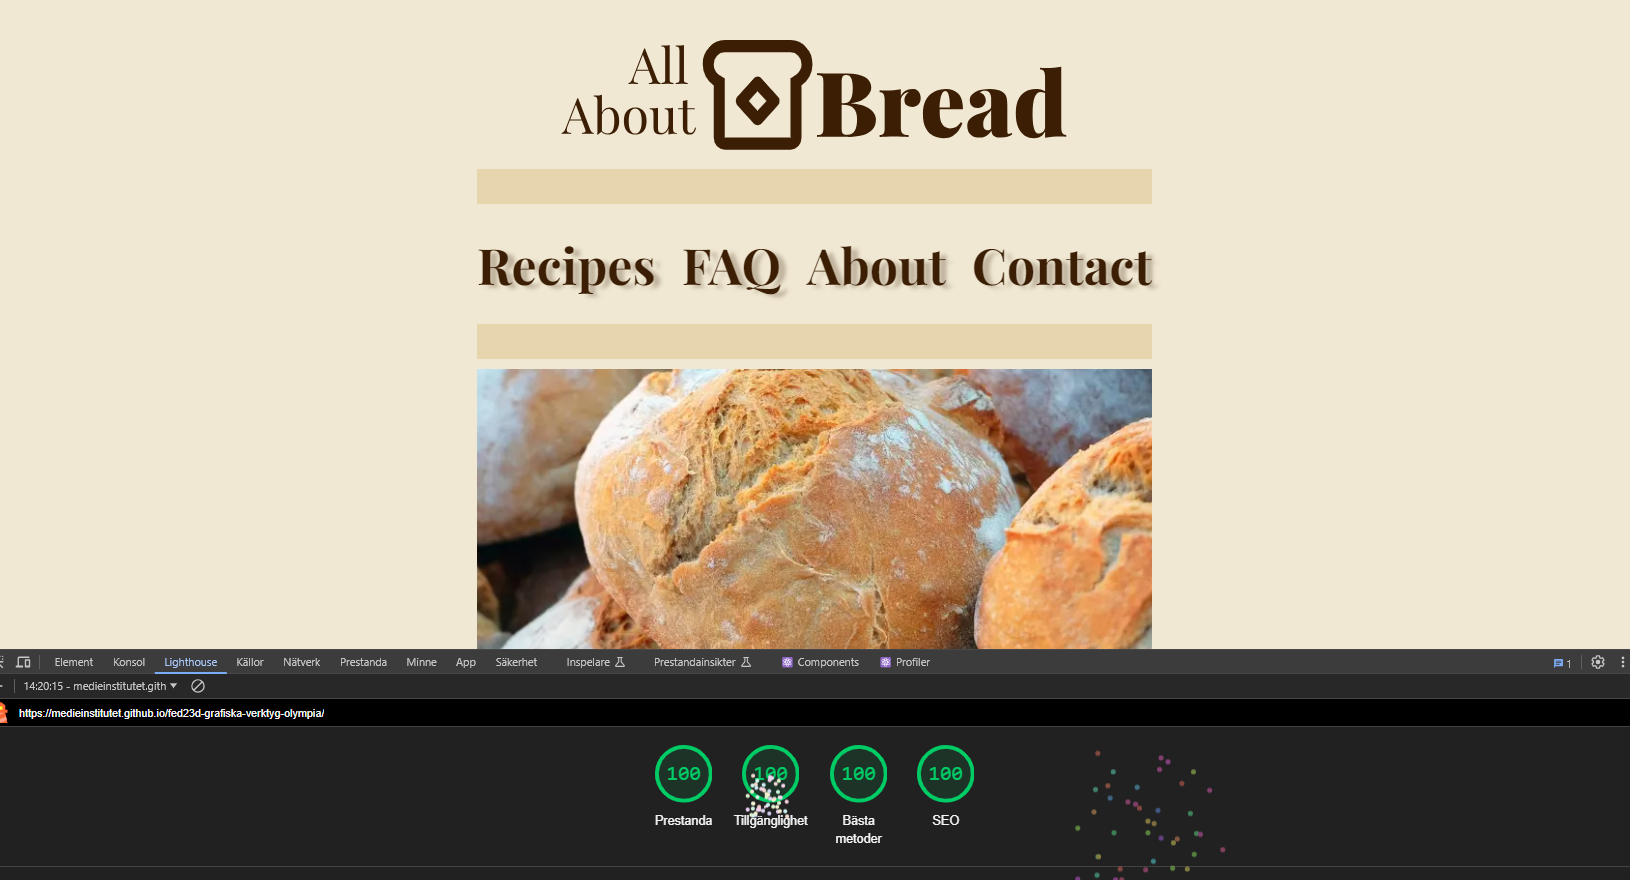 All
About
Bread
Recipes FAQ About Contact
Element Konsol Lighthouse Källor Nätverk Prestanda Minne App Säkerhet Inspelare Prestandainsikter Components Profiler 1
14:20:15 - medieinstitutet.gith
https://medieinstitutet.github.io/fed23d-grafiska-verktyg-olympia/
100 100 100 100
Prestanda Tillgänglighet Bästa metoder SEO